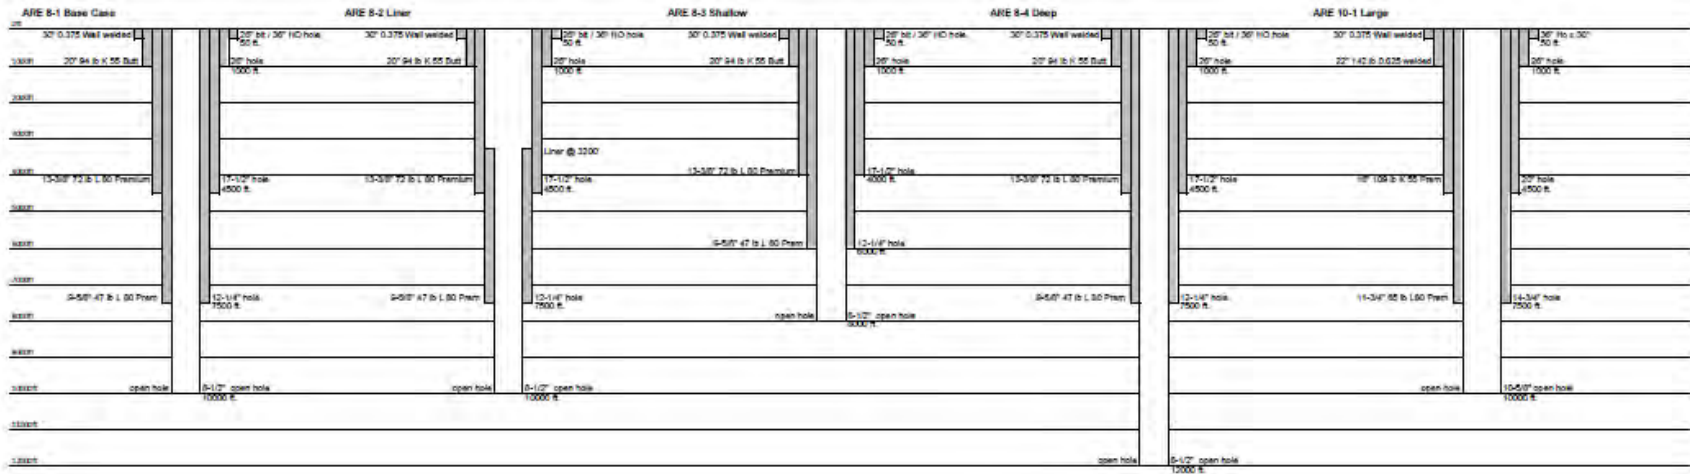 ARE 8-1 Base Case
ARE 8-2 Liner
ARE 8-3 Shallow
ARE 8-4 Deep
ARE 10-1 Large
30" 0.375 Wall welded
26" bit / 36" HO hole
50 ft.
20" 94 lb K 55 Butt
26" hole
1000 ft.
13-3/8" 72 lb L 80 Premium
17-1/2" hole
4500 ft.
9-5/8" 47 lb L 80 Prem
12-1/4" hole
7500 ft.
open hole
8-1/2" open hole
10000 ft.
30" 0.375 Wall welded
26" bit / 36" HO hole
50 ft.
20" 94 lb K 55 Butt
26" hole
1000 ft.
Liner @ 3200'
13-3/8" 72 lb L 80 Premium
17-1/2" hole
4500 ft.
9-5/8" 47 lb L 80 Prem
12-1/4" hole
7500 ft.
open hole
8-1/2" open hole
10000 ft.
30" 0.375 Wall welded
26" bit / 36" HO hole
50 ft.
20" 94 lb K 55 Butt
26" hole
1000 ft.
13-3/8" 72 lb L 80 Premium
17-1/2" hole
4000 ft.
9-5/8" 47 lb L 80 Prem
12-1/4" hole
6000 ft.
open hole
8-1/2" open hole
8000 ft.
30" 0.375 Wall welded
26" bit / 36" HO hole
50 ft.
20" 94 lb K 55 Butt
26" hole
1000 ft.
13-3/8" 72 lb L 80 Premium
17-1/2" hole
4500 ft.
9-5/8" 47 lb L 80 Prem
12-1/4" hole
7500 ft.
open hole
8-1/2" open hole
12000 ft.
30" 0.375 Wall welded
50 ft.
22" 142 lb 0.625 welded
26" hole
1000 ft.
16" 109 lb K 55 Prem
20" hole
4500 ft.
11-3/4" 65 lb L80 Prem
14-3/4" hole
7500 ft.
open hole
10-5/8" open hole
10000 ft.